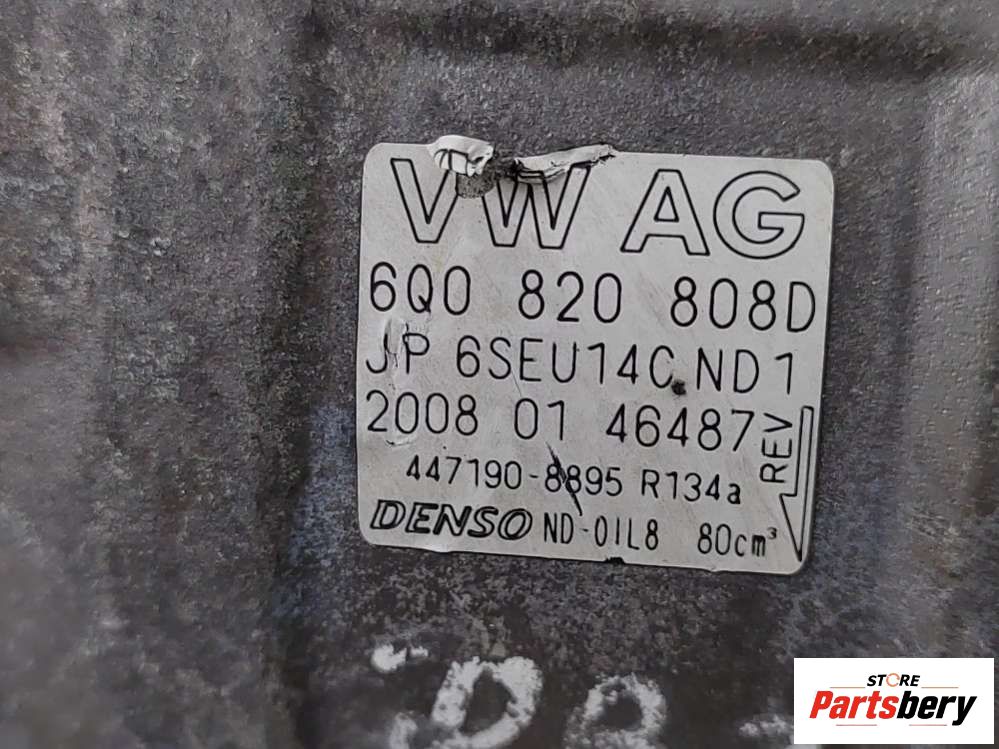 VW AG
6Q0 820 808D
JP 6SEU14C ND1
2008 01 46487
REV
447190-8895 R134a
DENSO ND-OIL8 80cm³
STORE
Partsbery